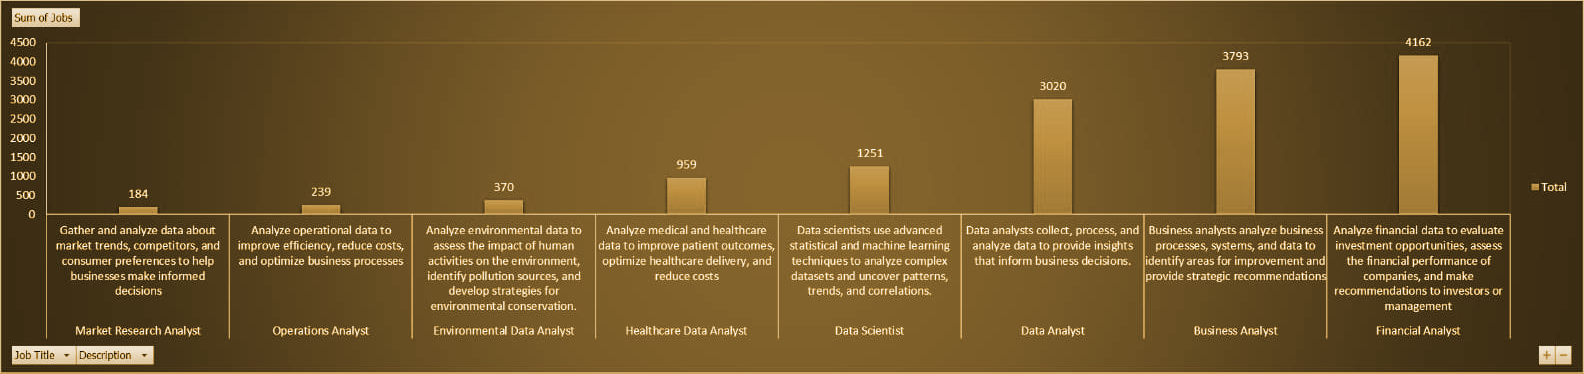 Sum of Jobs
4500
4000
3500
3000
2500
2000
1500
1000
500
0
184
239
370
959
1251
3020
3793
4162
Total
Gather and analyze data about
market trends, competitors, and
consumer preferences to help
businesses make informed
decisions
Market Research Analyst
Analyze operational data to
improve efficiency, reduce costs,
and optimize business processes
Operations Analyst
Analyze environmental data to
assess the impact of human
activities on the environment,
identify pollution sources, and
develop strategies for
environmental conservation.
Environmental Data Analyst
Analyze medical and healthcare
data to improve patient outcomes,
optimize healthcare delivery, and
reduce costs
Healthcare Data Analyst
Data scientists use advanced
statistical and machine learning
techniques to analyze complex
datasets and uncover patterns,
trends, and correlations.
Data Scientist
Data analysts collect, process, and
analyze data to provide insights
that inform business decisions.
Data Analyst
Business analysts analyze business
processes, systems, and data to
identify areas for improvement and
provide strategic recommendations
Business Analyst
Analyze financial data to evaluate
investment opportunities, assess
the financial performance of
companies, and make
recommendations to investors or
management
Financial Analyst
Job Title
Description
+ −